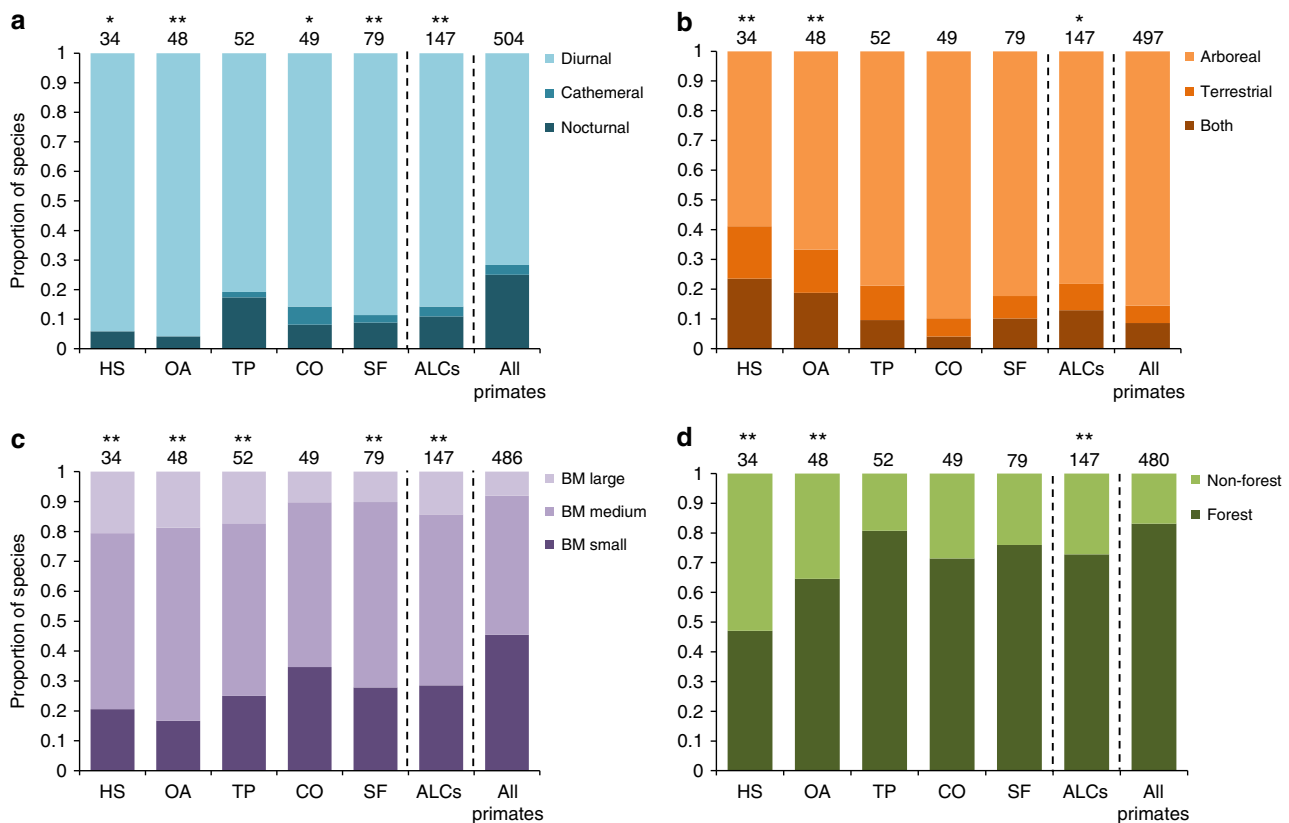 a
* ** * ** **
34 48 52 49 79 147 504
1
0.9
0.8
0.7
0.6
0.5
0.4
0.3
0.2
0.1
0
Proportion of species
HS OA TP CO SF ALCs All
primates
Diurnal
Cathemeral
Nocturnal
b
** ** *
34 48 52 49 79 147 497
1
0.9
0.8
0.7
0.6
0.5
0.4
0.3
0.2
0.1
0
HS OA TP CO SF ALCs All
primates
Arboreal
Terrestrial
Both
c
** ** ** ** **
34 48 52 49 79 147 486
1
0.9
0.8
0.7
0.6
0.5
0.4
0.3
0.2
0.1
0
Proportion of species
HS OA TP CO SF ALCs All
primates
BM large
BM medium
BM small
d
** ** **
34 48 52 49 79 147 480
1
0.9
0.8
0.7
0.6
0.5
0.4
0.3
0.2
0.1
0
HS OA TP CO SF ALCs All
primates
Non-forest
Forest